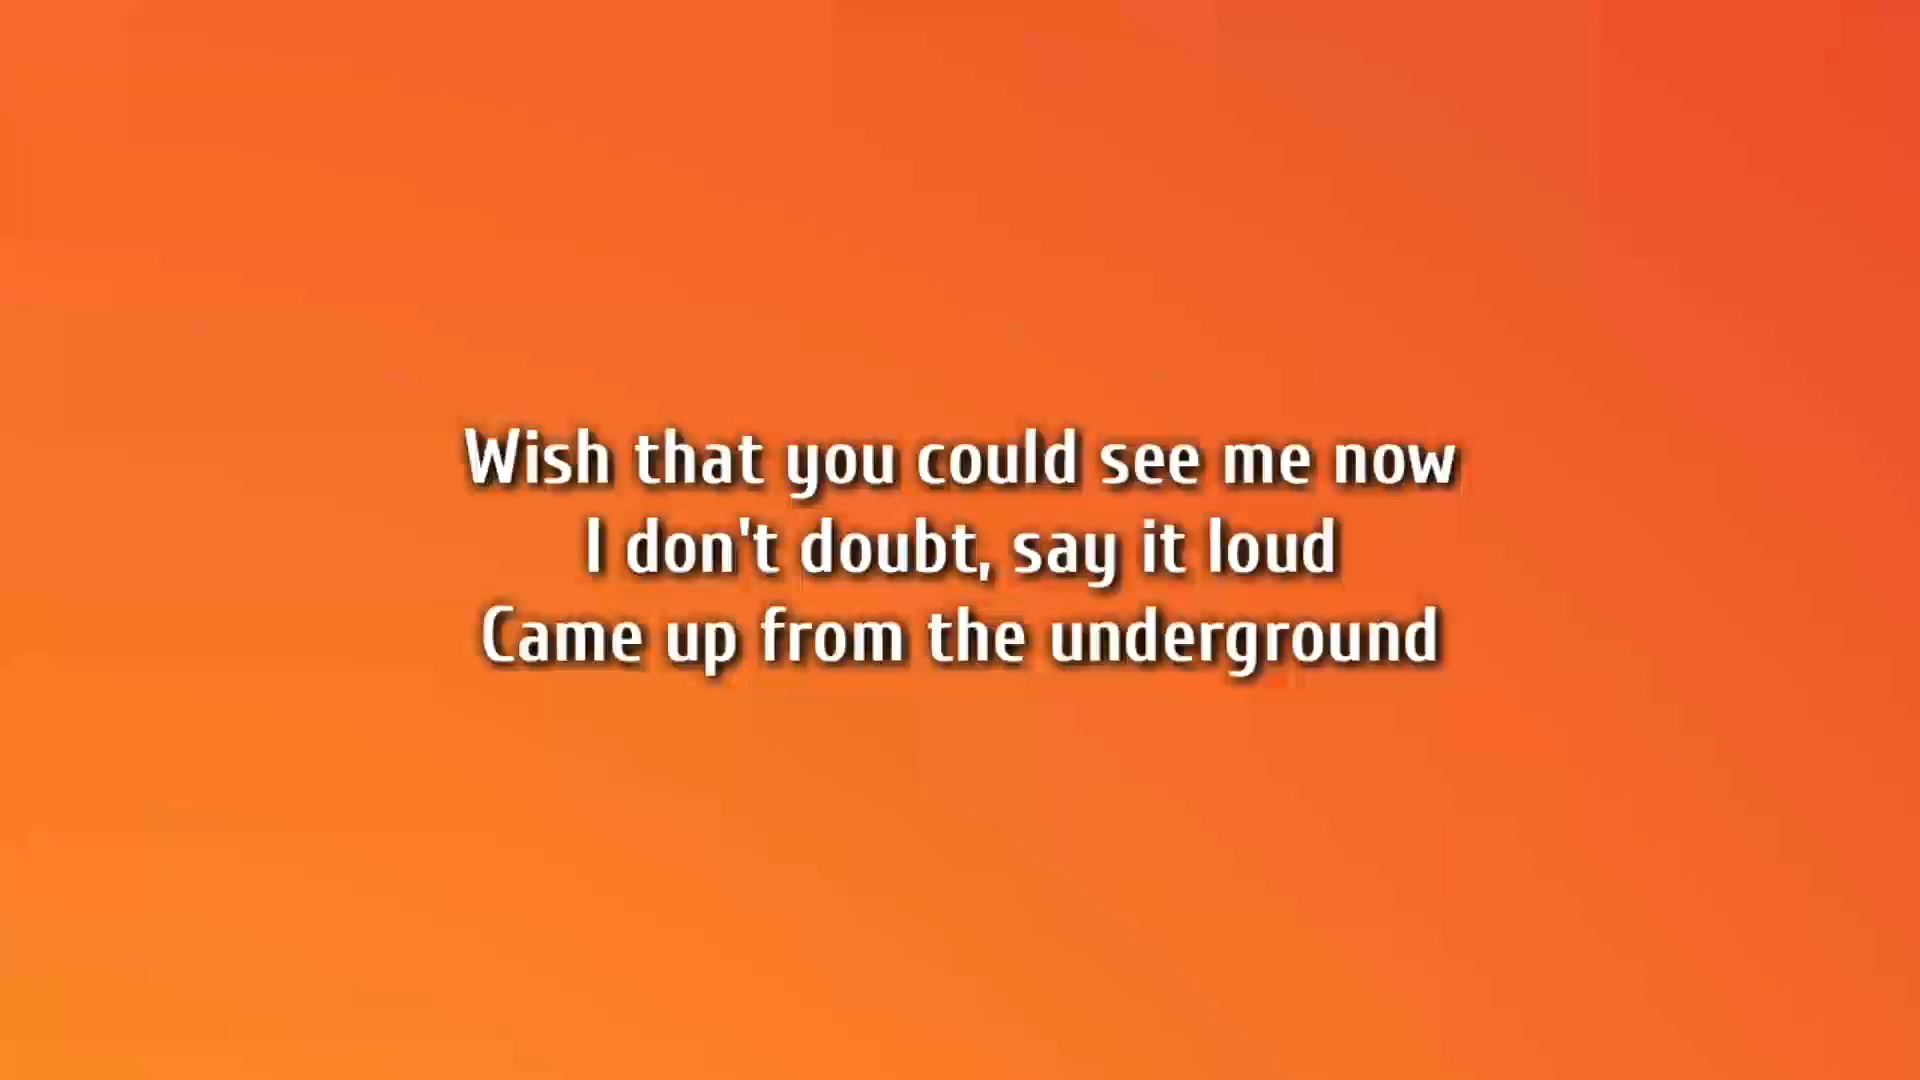 Wish that you could see me now
I don't doubt, say it loud
Came up from the underground